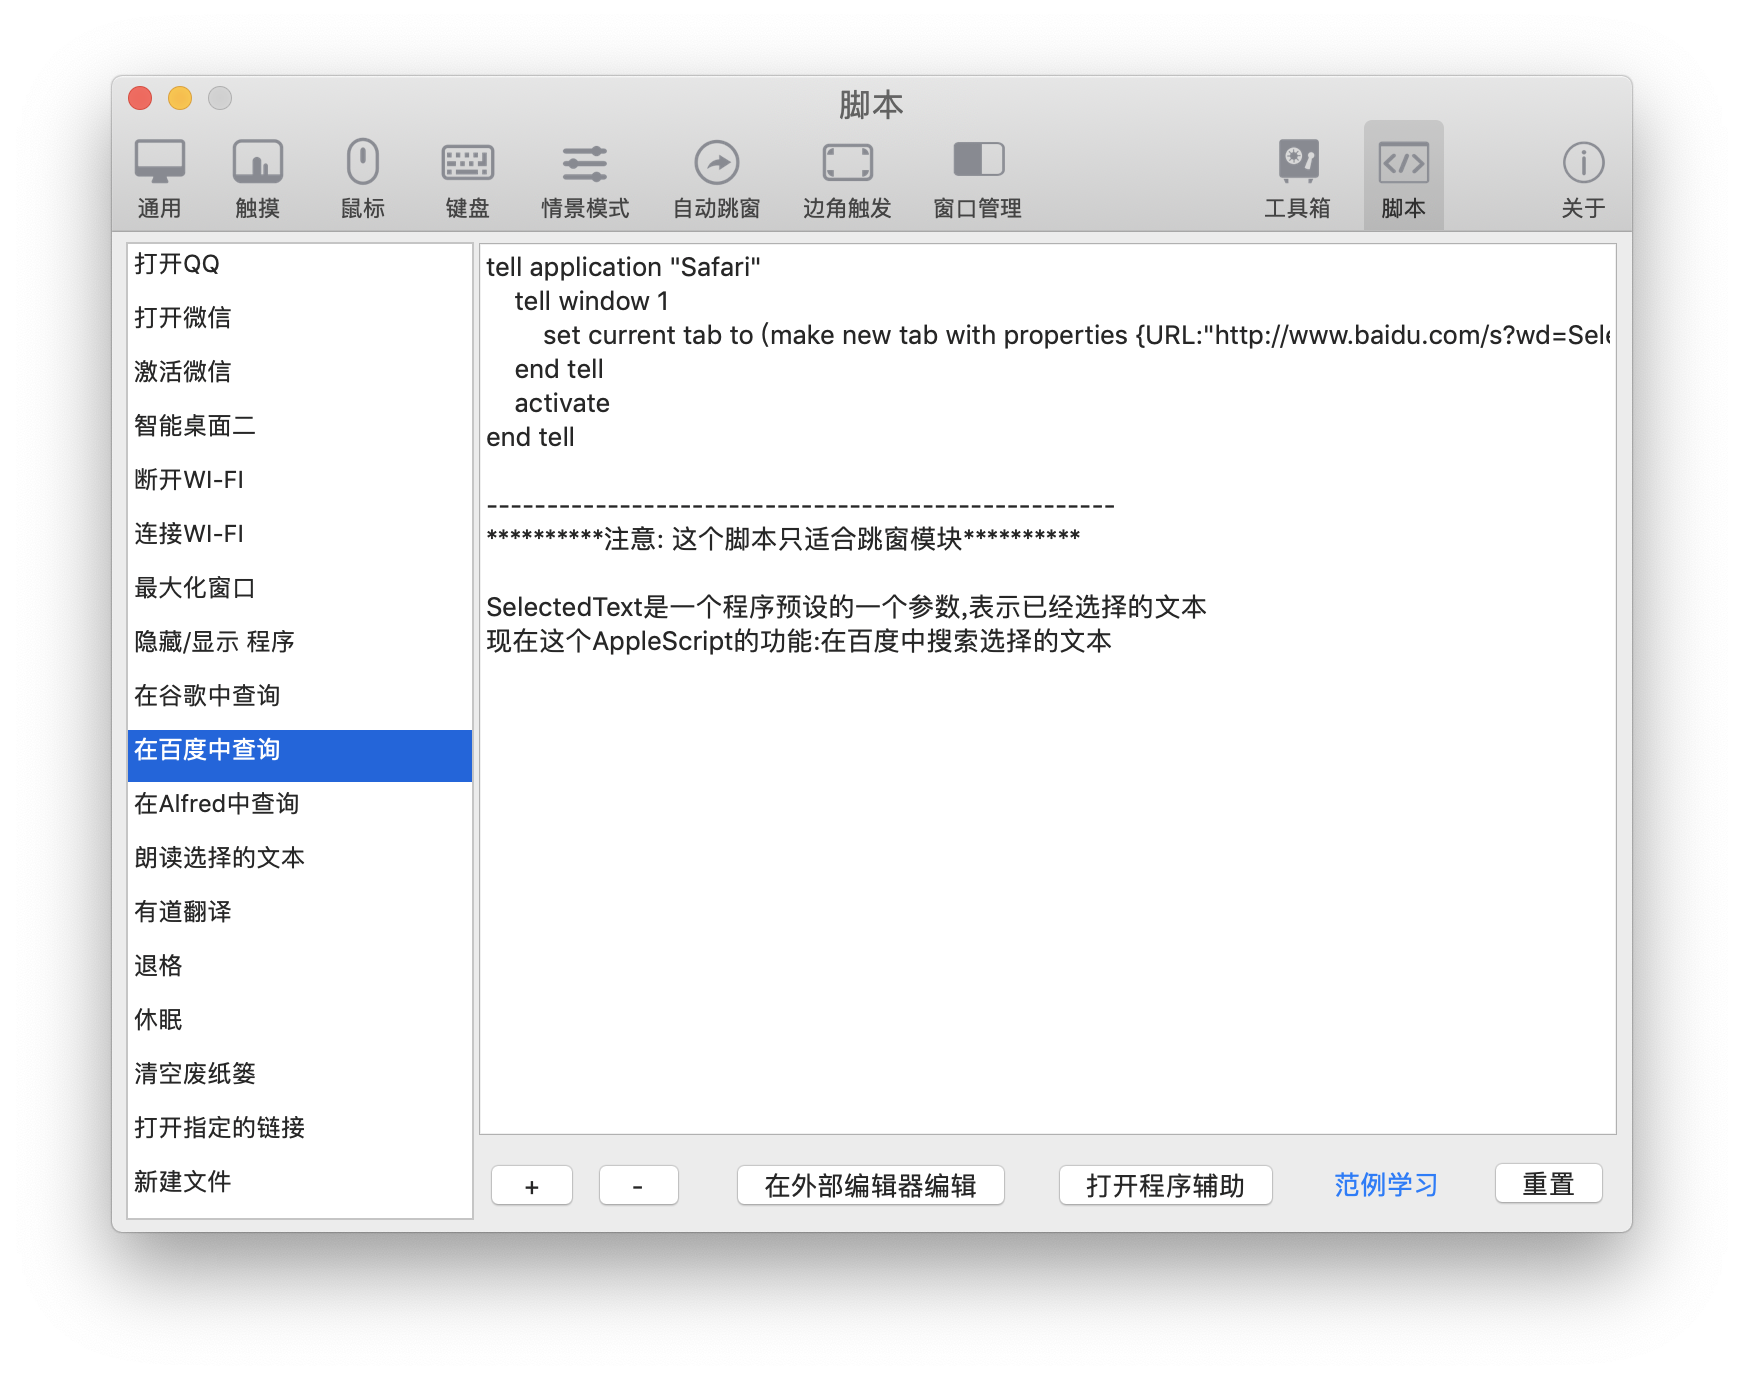 脚本
通用
触摸
鼠标
键盘
情景模式
自动跳窗
边角触发
窗口管理
工具箱
脚本
关于
打开QQ
打开微信
激活微信
智能桌面二
断开WI-FI
连接WI-FI
最大化窗口
隐藏/显示 程序
在谷歌中查询
在百度中查询
在Alfred中查询
朗读选择的文本
有道翻译
退格
休眠
清空废纸篓
打开指定的链接
新建文件
tell application "Safari"
tell window 1
set current tab to (make new tab with properties {URL:"http://www.baidu.com/s?wd=Sele
end tell
activate
end tell
----------------------------------------------------
**********注意: 这个脚本只适合跳窗模块**********
SelectedText是一个程序预设的一个参数,表示已经选择的文本
现在这个AppleScript的功能:在百度中搜索选择的文本
+
-
在外部编辑器编辑
打开程序辅助
范例学习
重置